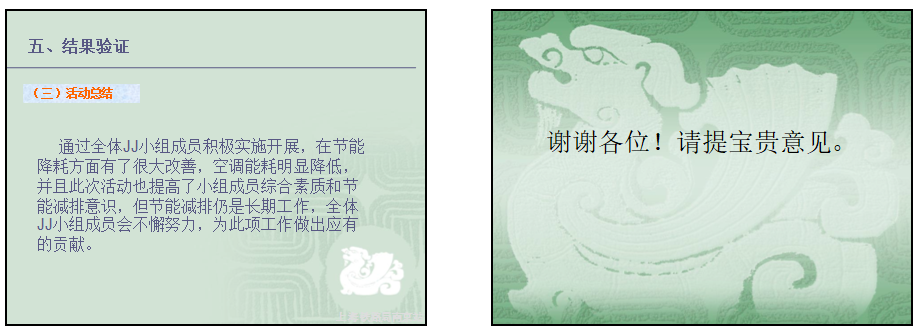 五、结果验证
（三）活动总结
通过全体JJ小组成员积极实施开展，在节能
降耗方面有了很大改善，空调能耗明显降低，
并且此次活动也提高了小组成员综合素质和节
能减排意识，但节能减排仍是长期工作，全体
JJ小组成员会不懈努力，为此项工作做出应有
的贡献。
谢谢各位！请提宝贵意见。